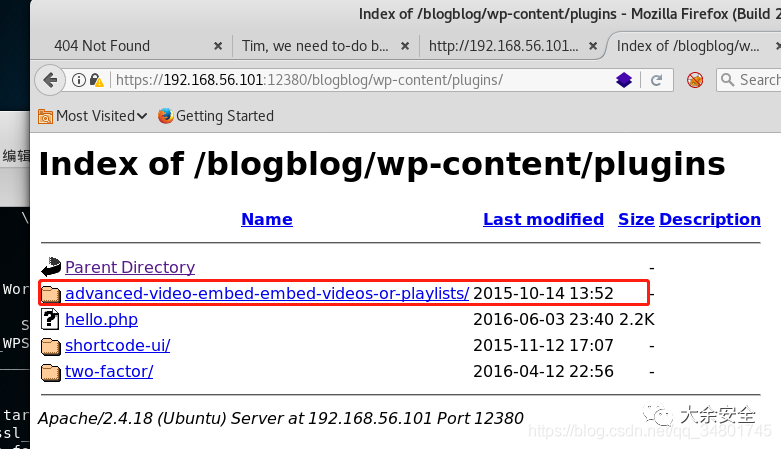 Index of /blogblog/wp-content/plugins - Mozilla Firefox (Build 2
404 Not Found × Tim, we need to-do b... × http://192.168.56.101... × Index of /blogblog/w...
https://192.168.56.101:12380/blogblog/wp-content/plugins/ Search
Most Visited Getting Started
编辑
Index of /blogblog/wp-content/plugins
Name Last modified Size Description
Parent Directory -
advanced-video-embed-embed-videos-or-playlists/ 2015-10-14 13:52 -
hello.php 2016-06-03 23:40 2.2K
shortcode-ui/ 2015-11-12 17:07 -
two-factor/ 2016-04-12 22:56 -
Apache/2.4.18 (Ubuntu) Server at 192.168.56.101 Port 12380
\
Wor
S
_WPS
tar
ssl_
大余安全
https://blog.csdn.net/qq_34801745